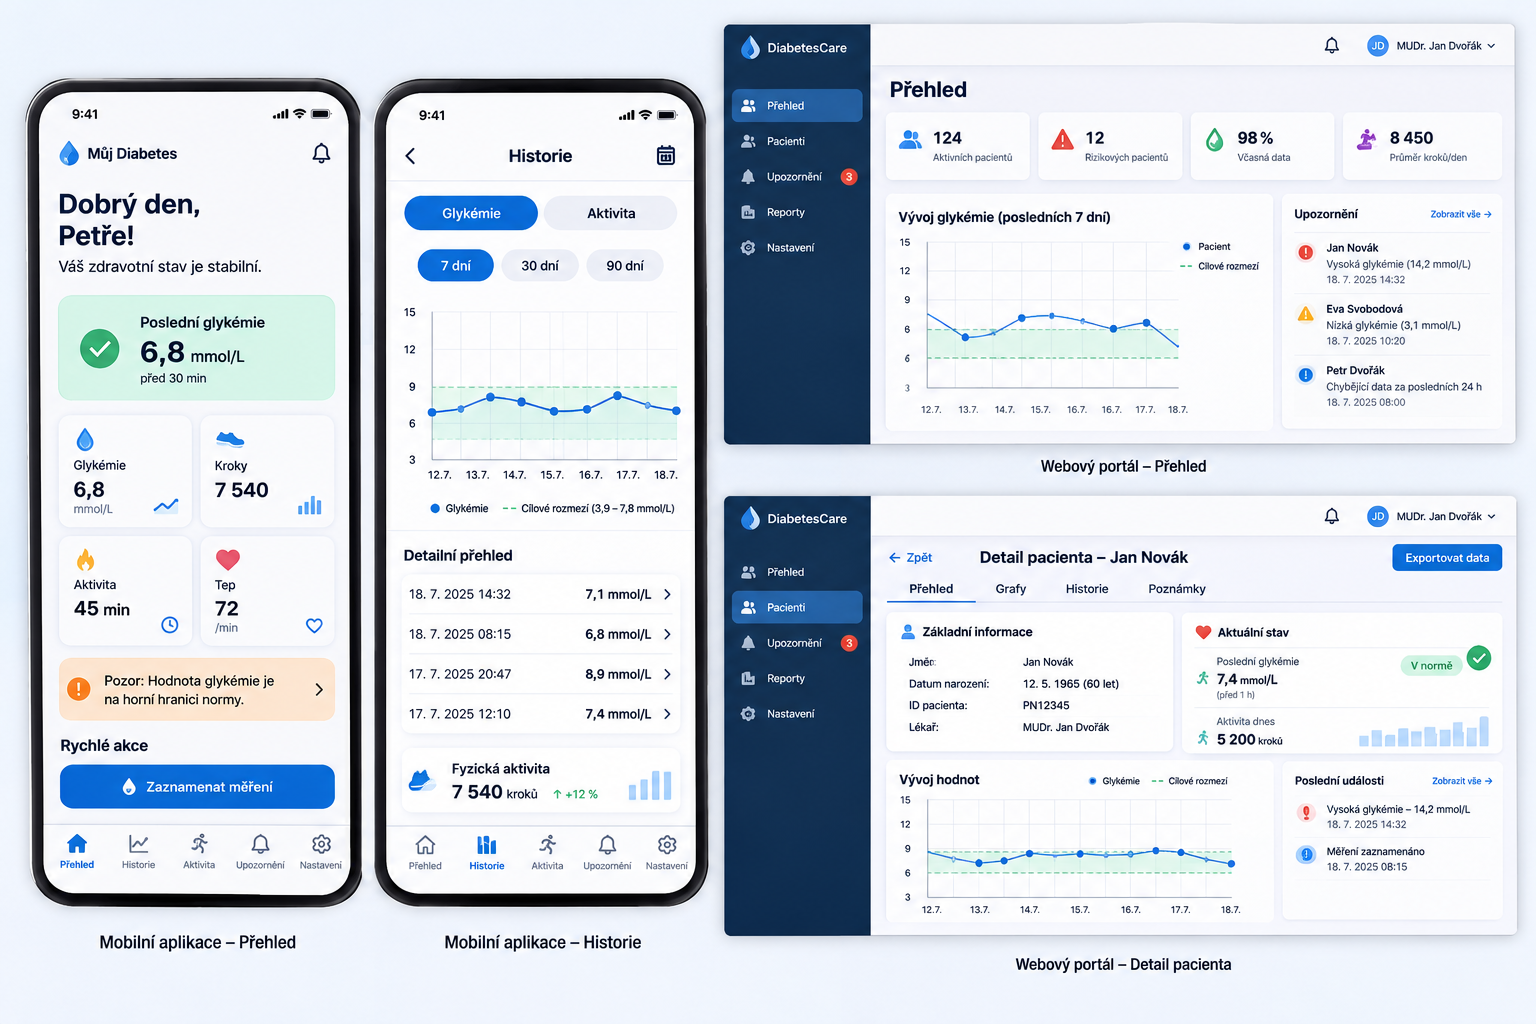 9:41
Můj Diabetes
Dobrý den,
Petře!
Váš zdravotní stav je stabilní.
Poslední glykémie
6,8 mmol/L
před 30 min
Glykémie
6,8
mmol/L
Kroky
7 540
Aktivita
45 min
Tep
72
/min
Pozor: Hodnota glykémie je
na horní hranici normy.
Rychlé akce
Zaznamenat měření
Přehled
Historie
Aktivita
Upozornění
Nastavení
Mobilní aplikace – Přehled
9:41
Historie
Glykémie
Aktivita
7 dní
30 dní
90 dní
15
12
9
6
3
12.7.
13.7.
14.7.
15.7.
16.7.
17.7.
18.7.
Glykémie
Cílové rozmezí (3,9 – 7,8 mmol/L)
Detailní přehled
18. 7. 2025 14:32 7,1 mmol/L
18. 7. 2025 08:15 6,8 mmol/L
17. 7. 2025 20:47 8,9 mmol/L
17. 7. 2025 12:10 7,4 mmol/L
Fyzická aktivita
7 540 kroků ↑ +12 %
Přehled
Historie
Aktivita
Upozornění
Nastavení
Mobilní aplikace – Historie
DiabetesCare
Přehled
Pacienti
Upozornění 3
Reporty
Nastavení
JD MUDr. Jan Dvořák
Přehled
124
Aktivních pacientů
12
Rizikových pacientů
98 %
Včasná data
8 450
Průměr kroků/den
Vývoj glykémie (posledních 7 dní)
Pacient
Cílové rozmezí
15
12
9
6
6
3
12.7.
13.7.
14.7.
15.7.
16.7.
16.7.
17.7.
18.7.
Upozornění
Zobrazit vše →
Jan Novák
Vysoká glykémie (14,2 mmol/L)
18. 7. 2025 14:32
Eva Svobodová
Nízká glykémie (3,1 mmol/L)
18. 7. 2025 10:20
Petr Dvořák
Chybějící data za posledních 24 h
18. 7. 2025 08:00
Webový portál – Přehled
DiabetesCare
Přehled
Pacienti
Upozornění 3
Reporty
Nastavení
JD MUDr. Jan Dvořák
← Zpět
Detail pacienta – Jan Novák
Exportovat data
Přehled
Grafy
Historie
Poznámky
Základní informace
Jan Novák
Datum narození: 12. 5. 1965 (60 let)
ID pacienta: PN12345
Lékař: MUDr. Jan Dvořák
Aktuální stav
Poslední glykémie
7,4 mmol/L
(před 1 h)
V normě
Aktivita dnes
5 200 kroků
Vývoj hodnot
Glykémie
Cílové rozmezí
15
12
9
6
3
12.7.
13.7.
14.7.
15.7.
16.7.
17.7.
18.7.
Poslední události
Zobrazit vše →
Vysoká glykémie – 14,2 mmol/L
18. 7. 2025 14:32
Měření zaznamenáno
18. 7. 2025 08:15
Webový portál – Detail pacienta